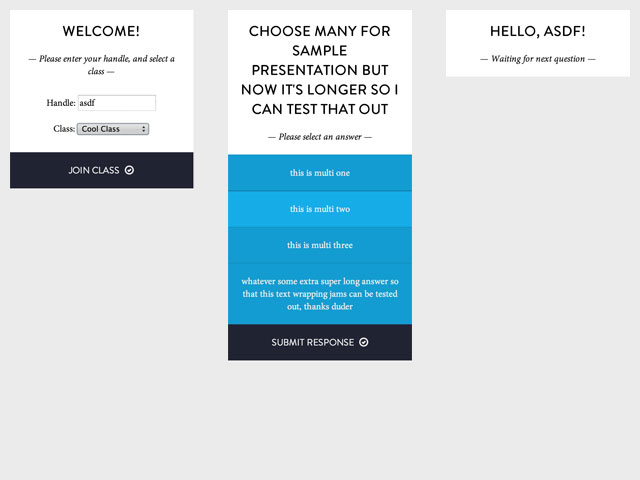 WELCOME!
— Please enter your handle, and select a
class —
Handle: asdf
Class: Cool Class
JOIN CLASS
CHOOSE MANY FOR
SAMPLE
PRESENTATION BUT
NOW IT'S LONGER SO I
CAN TEST THAT OUT
— Please select an answer —
this is multi one
this is multi two
this is multi three
whatever some extra super long answer so
that this text wrapping jams can be tested
out, thanks duder
SUBMIT RESPONSE
HELLO, ASDF!
— Waiting for next question —